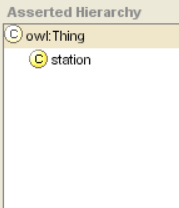 Asserted Hierarchy
C owl:Thing
C station